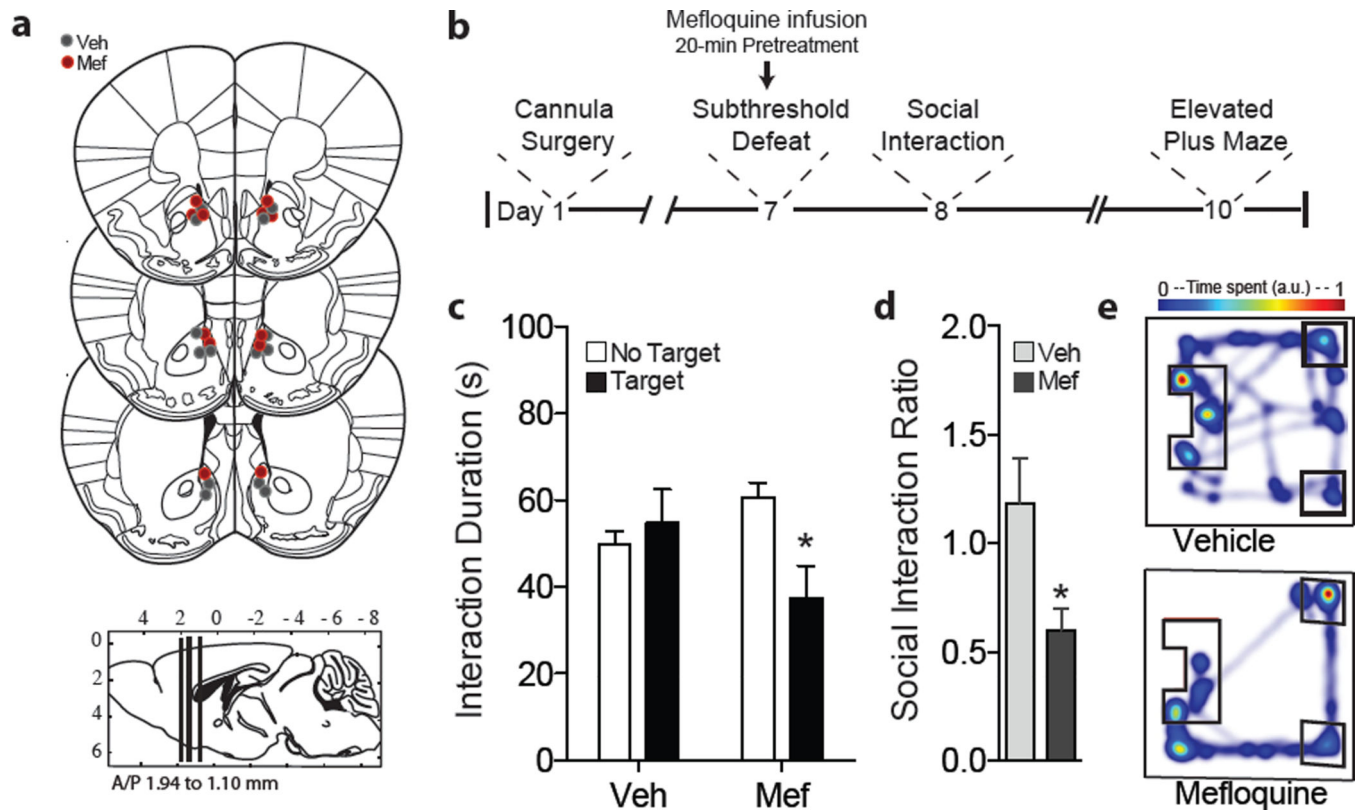 a
Veh
Mef
4 2 0 -2 - 4 -6 - 8
0
2
4
6
A/P 1.94 to 1.10 mm
b
Mefloquine infusion
20-min Pretreatment
Cannula
Surgery
Subthreshold
Defeat
Social
Interaction
Elevated
Plus Maze
Day 1
7
8
10
c
Interaction Duration (s)
100
80
60
40
20
0
No Target
Target
*
Veh
Mef
d
Social Interaction Ratio
2.0
1.5
1.0
0.5
0.0
Veh
Mef
*
e
0 --Time spent (a.u.) -- 1
Vehicle
Mefloquine